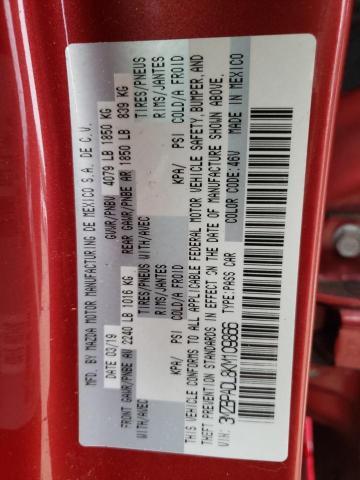 MFD. BY MAZDA MOTOR MANUFACTURING DE MEXICO S.A. DE C.V.
DATE 03/19 GVWR/PNBV 4079 LB 1850 KG
FRONT GAWR/PNBE AV 2240 LB 1016 KG REAR GAWR/PNBE AR 1850 LB 839 KG
WITH/AVEC TIRES/PNEUS WITH/AVEC TIRES/PNEUS
RIMS/JANTES RIMS/JANTES
KPA/ PSI COLD/A FROID KPA/ PSI COLD/A FROID
THIS VEHICLE CONFORMS TO ALL APPLICABLE FEDERAL MOTOR VEHICLE SAFETY, BUMPER, AND
THEFT PREVENTION STANDARDS IN EFFECT ON THE DATE OF MANUFACTURE SHOWN ABOVE.
VIN: TYPE:PASS CAR COLOR CODE:46V MADE IN MEXICO